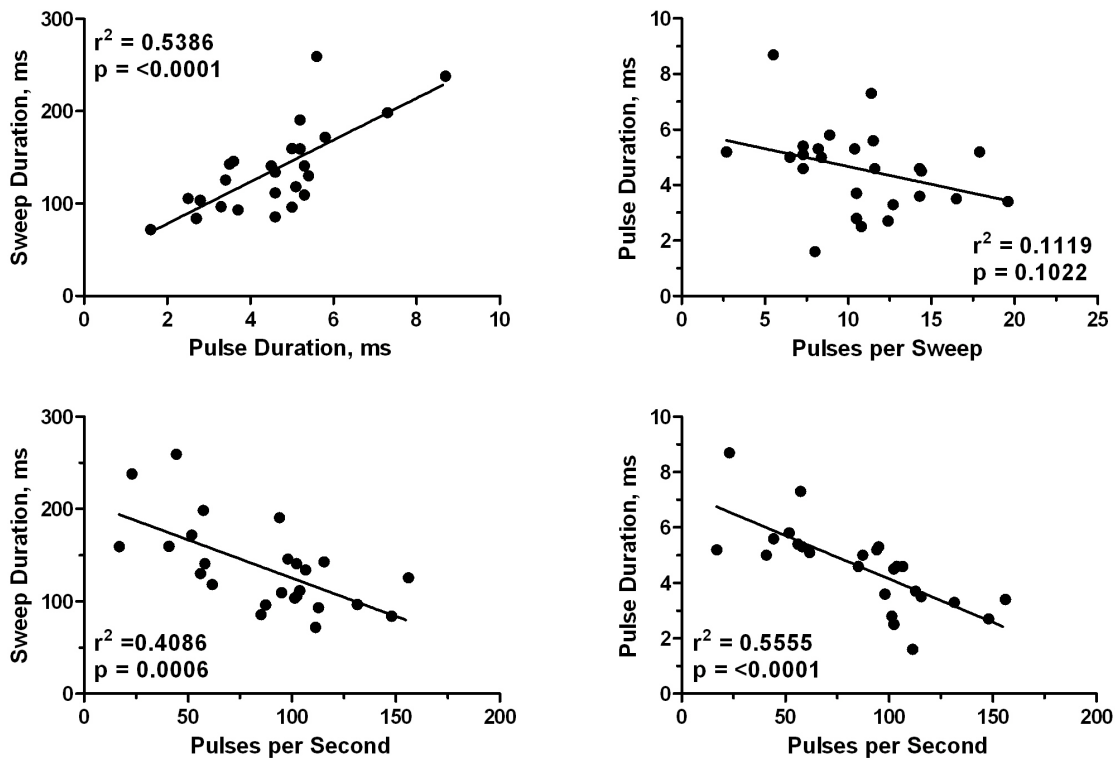 300
200
100
0
Sweep Duration, ms
r² = 0.5386
p = <0.0001
0 2 4 6 8 10
Pulse Duration, ms
10
8
6
4
2
0
Pulse Duration, ms
r² = 0.1119
p = 0.1022
0 5 10 15 20 25
Pulses per Sweep
300
200
100
0
Sweep Duration, ms
r² =0.4086
p = 0.0006
0 50 100 150 200
Pulses per Second
10
8
6
4
2
0
Pulse Duration, ms
r² = 0.5555
p = <0.0001
0 50 100 150 200
Pulses per Second